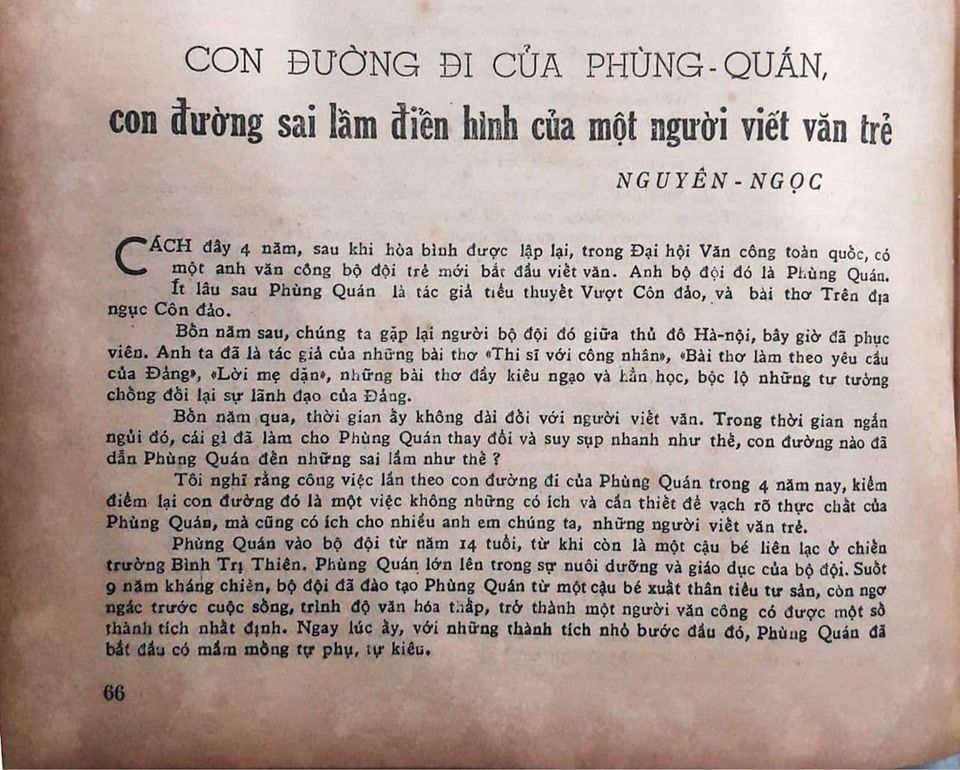 CON ĐƯỜNG ĐI CỦA PHÙNG-QUÁN,
con đường sai lầm điển hình của một người viết văn trẻ
NGUYÊN-NGỌC
CÁCH đây 4 năm, sau khi hòa bình được lập lại, trong Đại hội Văn công toàn quốc, có
một anh văn công bộ đội trẻ mới bắt đầu viết văn. Anh bộ đội đó là Phùng Quán.
Ít lâu sau Phùng Quán là tác giả tiểu thuyết Vượt Côn đảo, và bài thơ Trên địa
ngục Côn đảo.
Bốn năm sau, chúng ta gặp lại người bộ đội đó giữa thủ đô Hà-nội, bây giờ đã phục
viên. Anh ta đã là tác giả của những bài thơ «Thi sĩ với công nhân», «Bài thơ làm theo yêu cầu
của Đảng», «Lời mẹ dặn», những bài thơ đầy kiêu ngạo và hằn học, bộc lộ những tư tưởng
chống đối lại sự lãnh đạo của Đảng.
Bốn năm qua, thời gian ấy không dài đối với người viết văn. Trong thời gian ngắn
ngủi đó, cái gì đã làm cho Phùng Quán thay đổi và suy sụp nhanh như thế, con đường nào đã
dẫn Phùng Quán đến những sai lầm như thế ?
Tôi nghĩ rằng công việc lần theo con đường đi của Phùng Quán trong 4 năm nay, kiểm
điểm lại con đường đó là một việc không những có ích và cần thiết để vạch rõ thực chất của
Phùng Quán, mà cũng có ích cho nhiều anh em chúng ta, những người viết văn trẻ.
Phùng Quán vào bộ đội từ năm 14 tuổi, từ khi còn là một cậu bé liên lạc ở chiến
trường Bình Trị Thiên. Phùng Quán lớn lên trong sự nuôi dưỡng và giáo dục của bộ đội. Suốt
9 năm kháng chiến, bộ đội đã đào tạo Phùng Quán từ một cậu bé xuất thân tiểu tư sản, còn ngơ
ngác trước cuộc sống, trình độ văn hóa thấp, trở thành một người văn công có được một số
thành tích nhất định. Ngay lúc ấy, với những thành tích nhỏ bước đầu đó, Phùng Quán đã
bắt đầu có mầm mống tự phụ, tự kiêu.
66